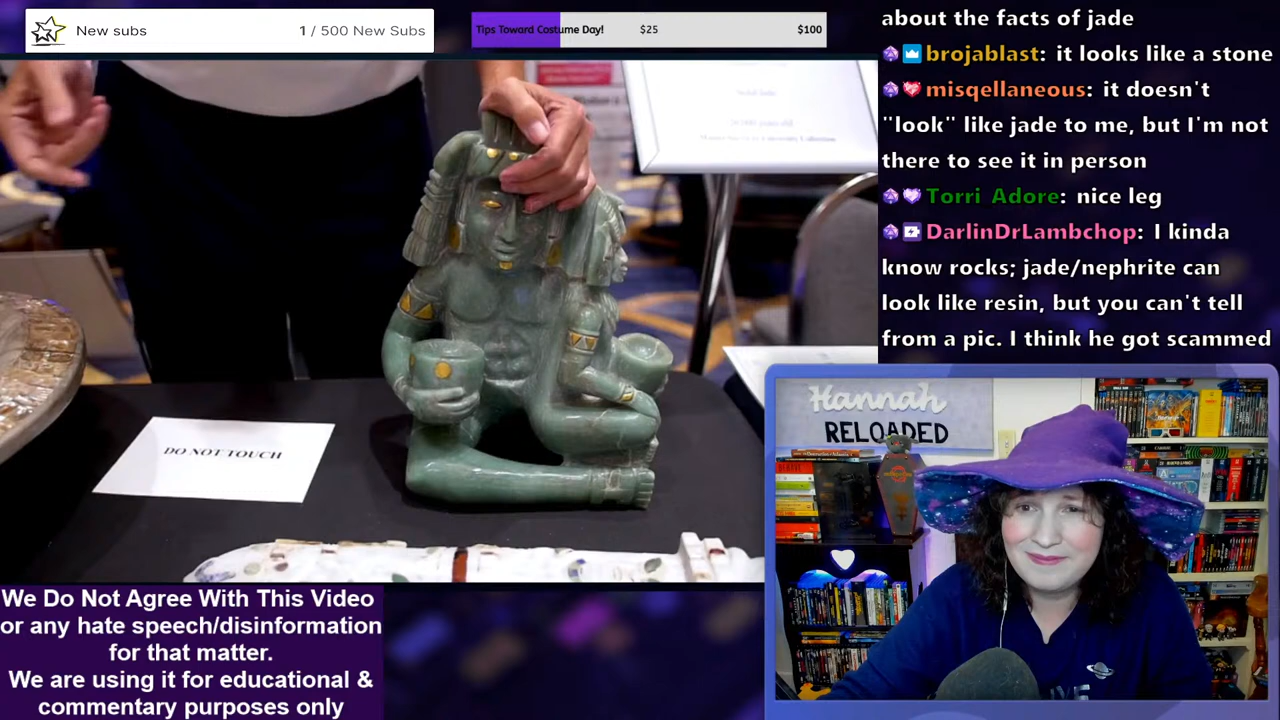 New subs
1 / 500 New Subs
Tips Toward Costume Day!
$25
$100
about the facts of jade
brojablast: it looks like a stone
misqellaneous: it doesn't
"look" like jade to me, but I'm not
there to see it in person
Torri_Adore: nice leg
DarlinDrLambchop: I kinda
know rocks; jade/nephrite can
look like resin, but you can't tell
from a pic. I think he got scammed
DO NOT TOUCH
Hannah
RELOADED
We Do Not Agree With This Video
or any hate speech/disinformation
for that matter.
We are using it for educational &
commentary purposes only